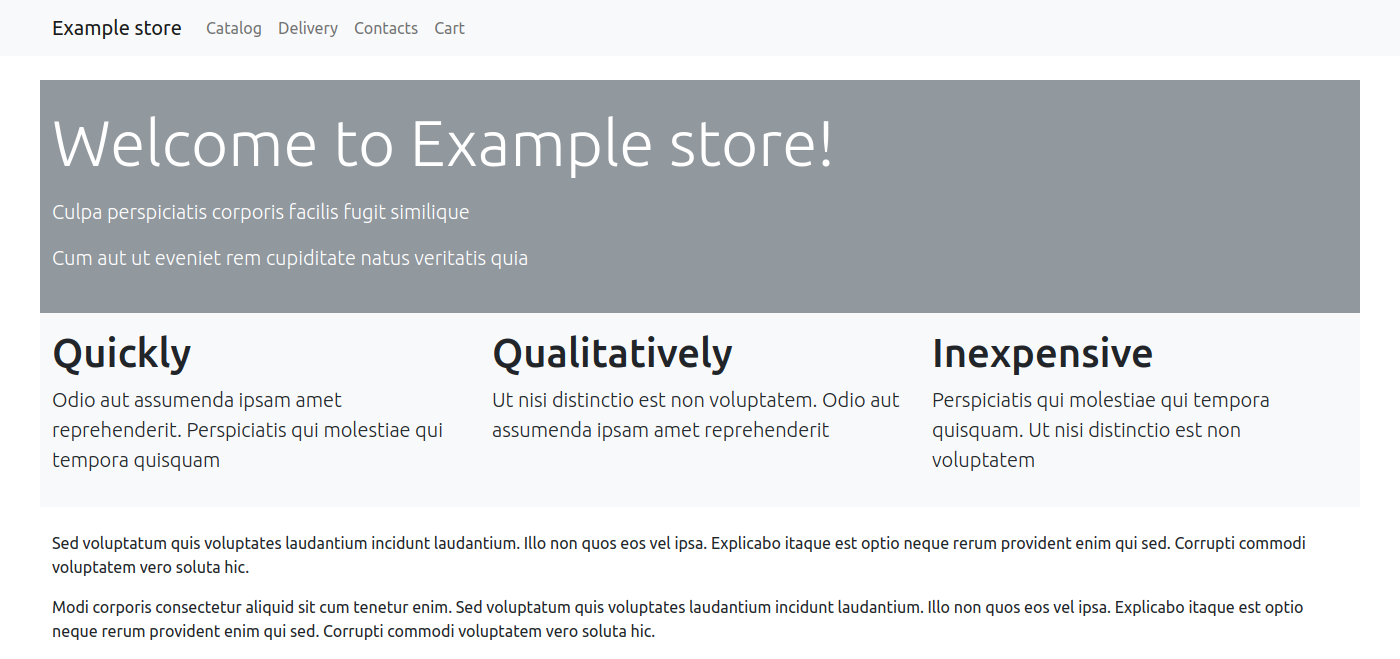 Example store Catalog Delivery Contacts Cart
Welcome to Example store!
Culpa perspiciatis corporis facilis fugit similique
Cum aut ut eveniet rem cupiditate natus veritatis quia
Quickly
Odio aut assumenda ipsam amet
reprehenderit. Perspiciatis qui molestiae qui
tempora quisquam
Qualitatively
Ut nisi distinctio est non voluptatem. Odio aut
assumenda ipsam amet reprehenderit
Inexpensive
Perspiciatis qui molestiae qui tempora
quisquam. Ut nisi distinctio est non
voluptatem
Sed voluptatum quis voluptates laudantium incidunt laudantium. Illo non quos eos vel ipsa. Explicabo itaque est optio neque rerum provident enim qui sed. Corrupti commodi
voluptatem vero soluta hic.
Modi corporis consectetur aliquid sit cum tenetur enim. Sed voluptatum quis voluptates laudantium incidunt laudantium. Illo non quos eos vel ipsa. Explicabo itaque est optio
neque rerum provident enim qui sed. Corrupti commodi voluptatem vero soluta hic.